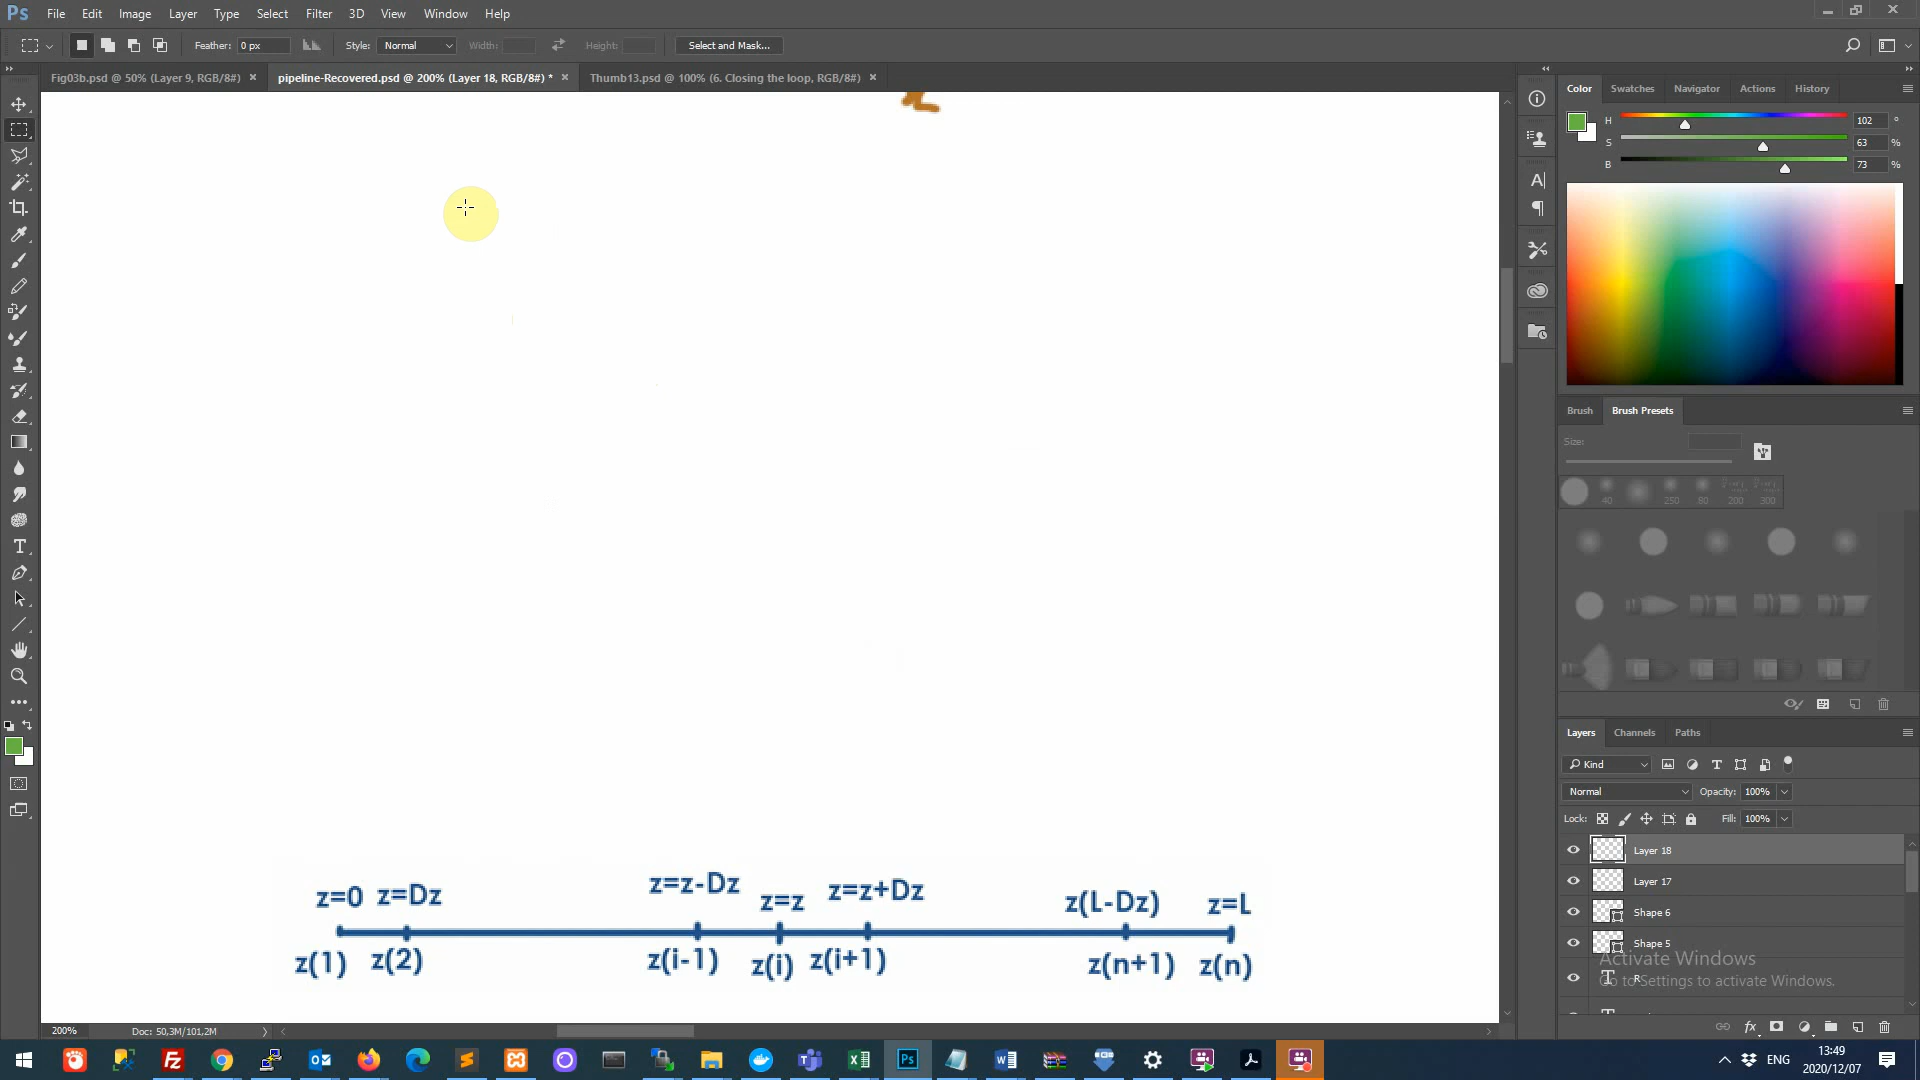 Ps File Edit Image Layer Type Select Filter 3D View Window Help
Feather: 0 px Style: Normal Width: Height: Select and Mask...
Fig03b.psd @ 50% (Layer 9, RGB/8#) × pipeline-Recovered.psd @ 200% (Layer 18, RGB/8#) * × Thumb13.psd @ 100% (6. Closing the loop, RGB/8#) ×
Color Swatches Navigator Actions History
H 102 °
S 63 %
B 73 %
Brush Brush Presets
Size:
40 250 80 200 300
Layers Channels Paths
Kind
Normal Opacity: 100%
Lock: Fill: 100%
Layer 18
Layer 17
Shape 6
Shape 5
R
Activate Windows
Go to Settings to activate Windows.
z=0 z=Dz z=z-Dz z=z z=z+Dz z(L-Dz) z=L
z(1) z(2) z(i-1) z(i) z(i+1) z(n+1) z(n)
200% Doc: 50,3M/101,2M
ENG 13:49
2020/12/07